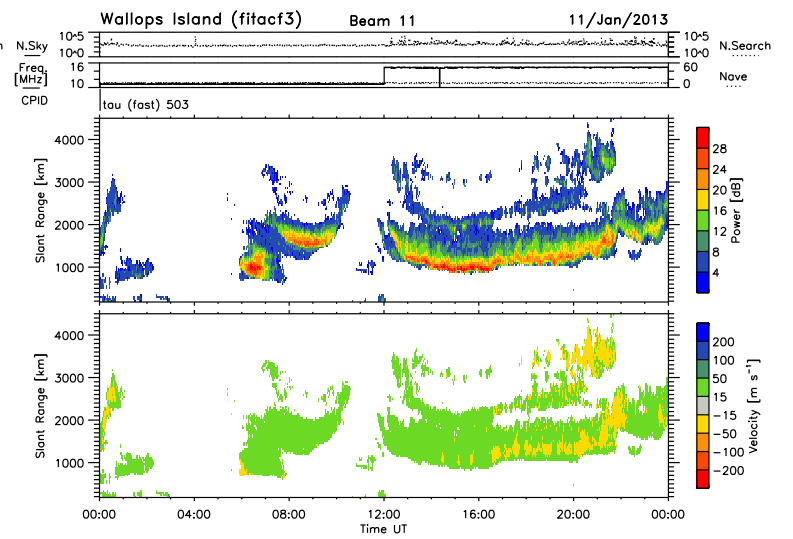 Wallops Island (fitacf3) Beam 11 11/Jan/2013
n N.Sky 10^5 10^0 10^5 10^0 N.Search
Freq. [MHz] 16 10 60 0 Nave
CPID tau (fast) 503
Slant Range [km] 4000 3000 2000 1000
28 24 20 16 12 8 4 Power [dB]
Slant Range [km] 4000 3000 2000 1000
200 100 50 15 −15 −50 −100 −200 Velocity [m s⁻¹]
00:00 04:00 08:00 12:00 16:00 20:00 00:00
Time UT